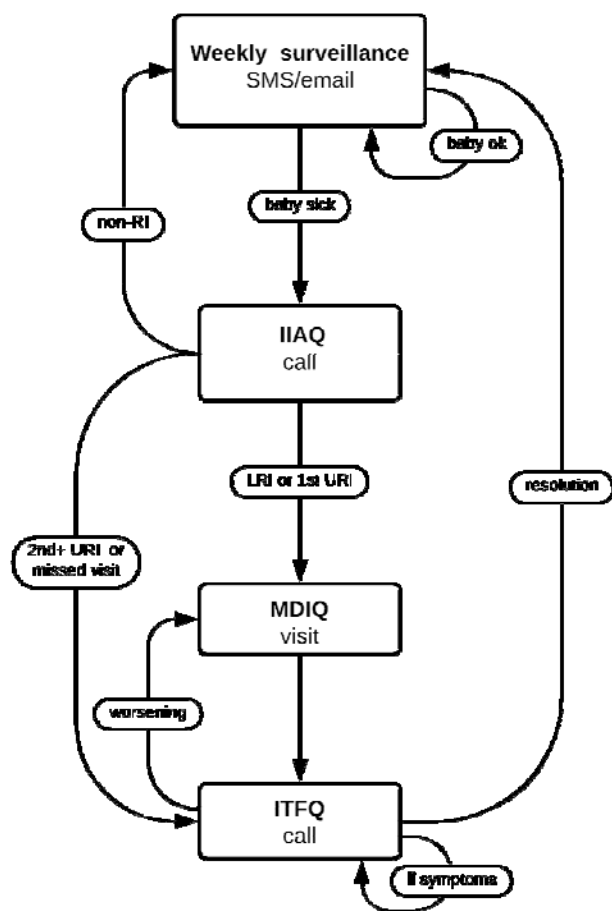 Weekly surveillance
SMS/email
baby ok
baby sick
non-RI
IIAQ
call
LRI or 1st URI
resolution
2nd+ URI or
missed visit
MDIQ
visit
worsening
ITFQ
call
if symptoms